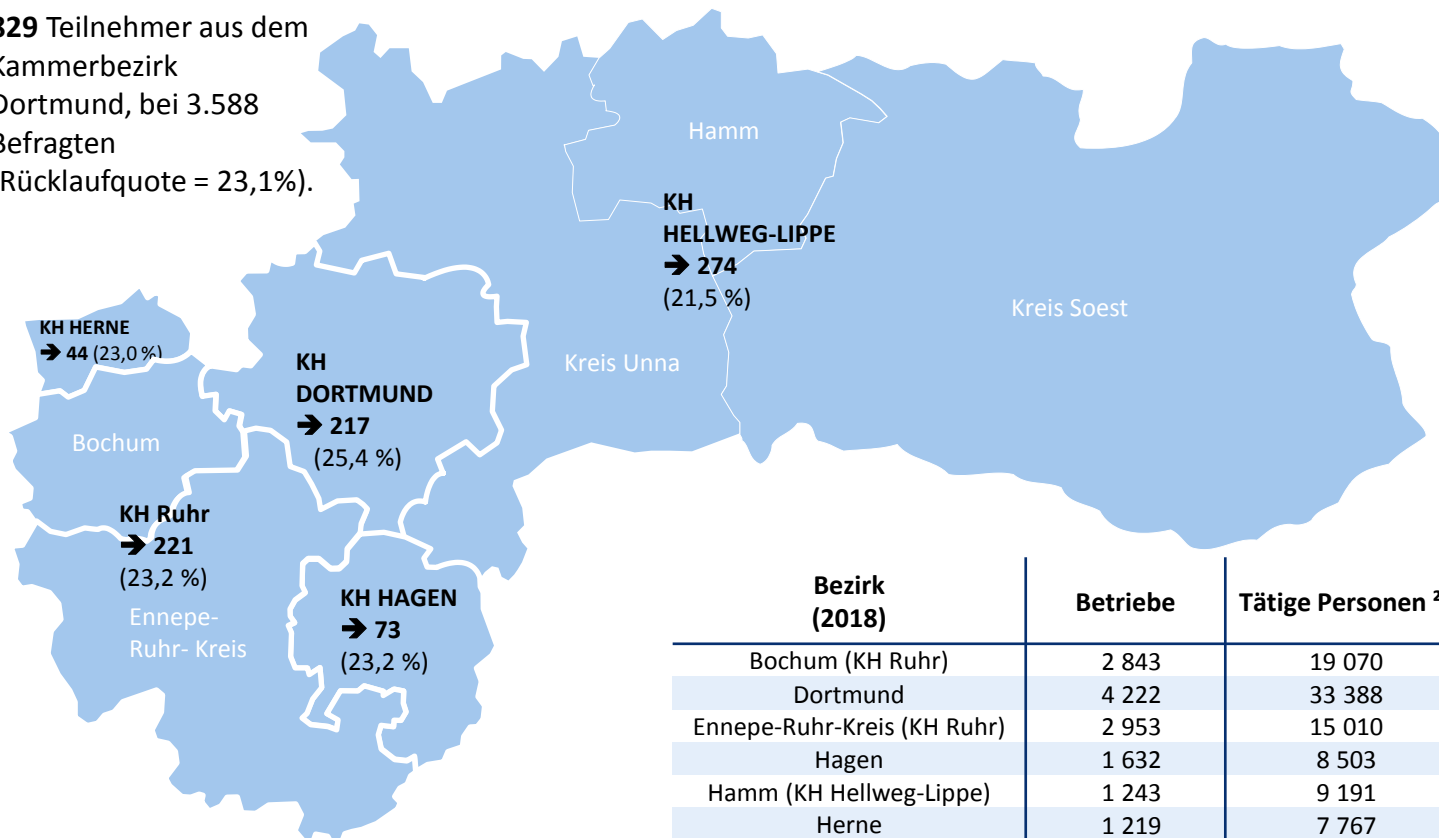 829 Teilnehmer aus dem
Kammerbezirk
Dortmund, bei 3.588
Befragten
(Rücklaufquote = 23,1%).
Hamm
KH
HELLWEG-LIPPE
➔ 274
(21,5 %)
Kreis Soest
KH HERNE
➔ 44 (23,0 %)
KH
DORTMUND
➔ 217
(25,4 %)
Kreis Unna
Bochum
KH Ruhr
➔ 221
(23,2 %)
Ennepe-
Ruhr- Kreis
KH HAGEN
➔ 73
(23,2 %)
Bezirk
(2018) Betriebe Tätige Personen ²
Bochum (KH Ruhr) 2 843 19 070
Dortmund 4 222 33 388
Ennepe-Ruhr-Kreis (KH Ruhr) 2 953 15 010
Hagen 1 632 8 503
Hamm (KH Hellweg-Lippe) 1 243 9 191
Herne 1 219 7 767